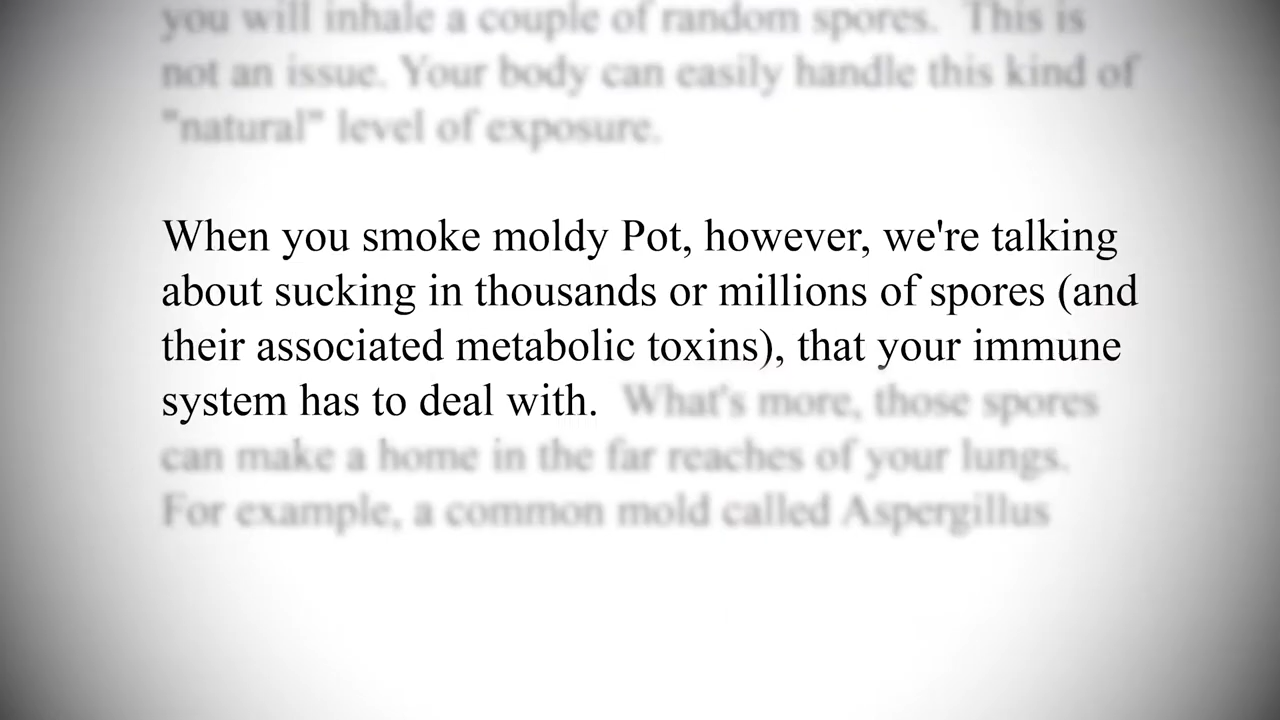 you will inhale a couple of random spores. This is
not an issue. Your body can easily handle this kind of
"natural" level of exposure.
When you smoke moldy Pot, however, we're talking
about sucking in thousands or millions of spores (and
their associated metabolic toxins), that your immune
system has to deal with. What's more, those spores
can make a home in the far reaches of your lungs.
For example, a common mold called Aspergillus